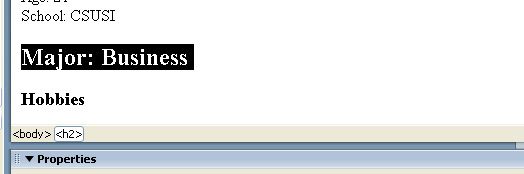 School: CSUSI
Major: Business
Hobbies
<body> <h2>
Properties